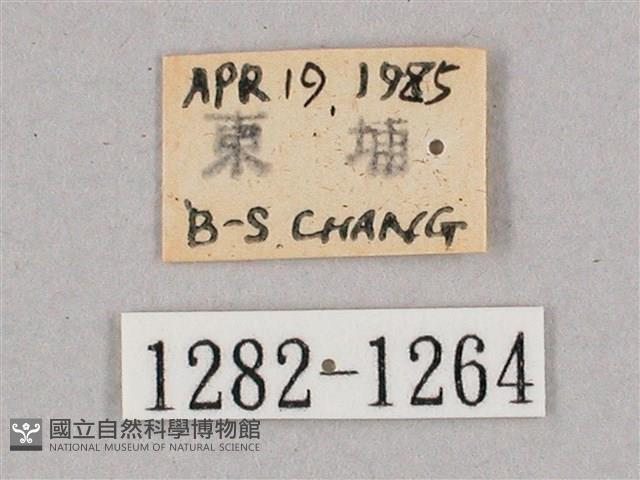 APR 19, 1985
東 埔
B-S. CHANG
1282-1264
國立自然科學博物館
NATIONAL MUSEUM OF NATURAL SCIENCE